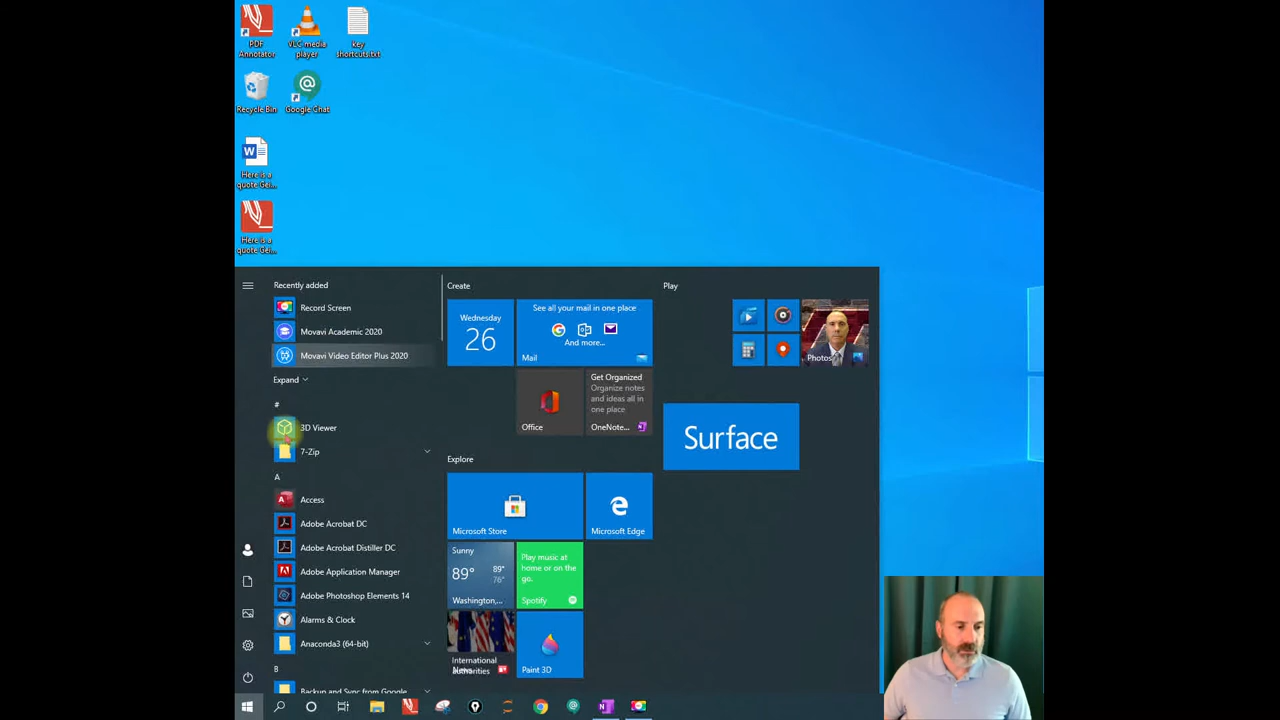 PDF
Annotator
VLC media
player
Key
shortcuts.txt
Recycle Bin
Google Chat
Here is a
quote Gei...
Here is a
quote Gei...
Recently added
Record Screen
Movavi Academic 2020
Movavi Video Editor Plus 2020
Expand
#
3D Viewer
7-Zip
A
Access
Adobe Acrobat DC
Adobe Acrobat Distiller DC
Adobe Application Manager
Adobe Photoshop Elements 14
Alarms & Clock
Anaconda3 (64-bit)
B
Backup and Sync from Google
Create
Wednesday
26
See all your mail in one place
And more...
Mail
Office
Get Organized
Organize notes
and ideas all in
one place
OneNote...
Explore
Microsoft Store
Microsoft Edge
Sunny
89°
89°
76°
Washington,...
Play music at
home or on the
go.
Spotify
International
authorities
News
Paint 3D
Play
Photos
Surface